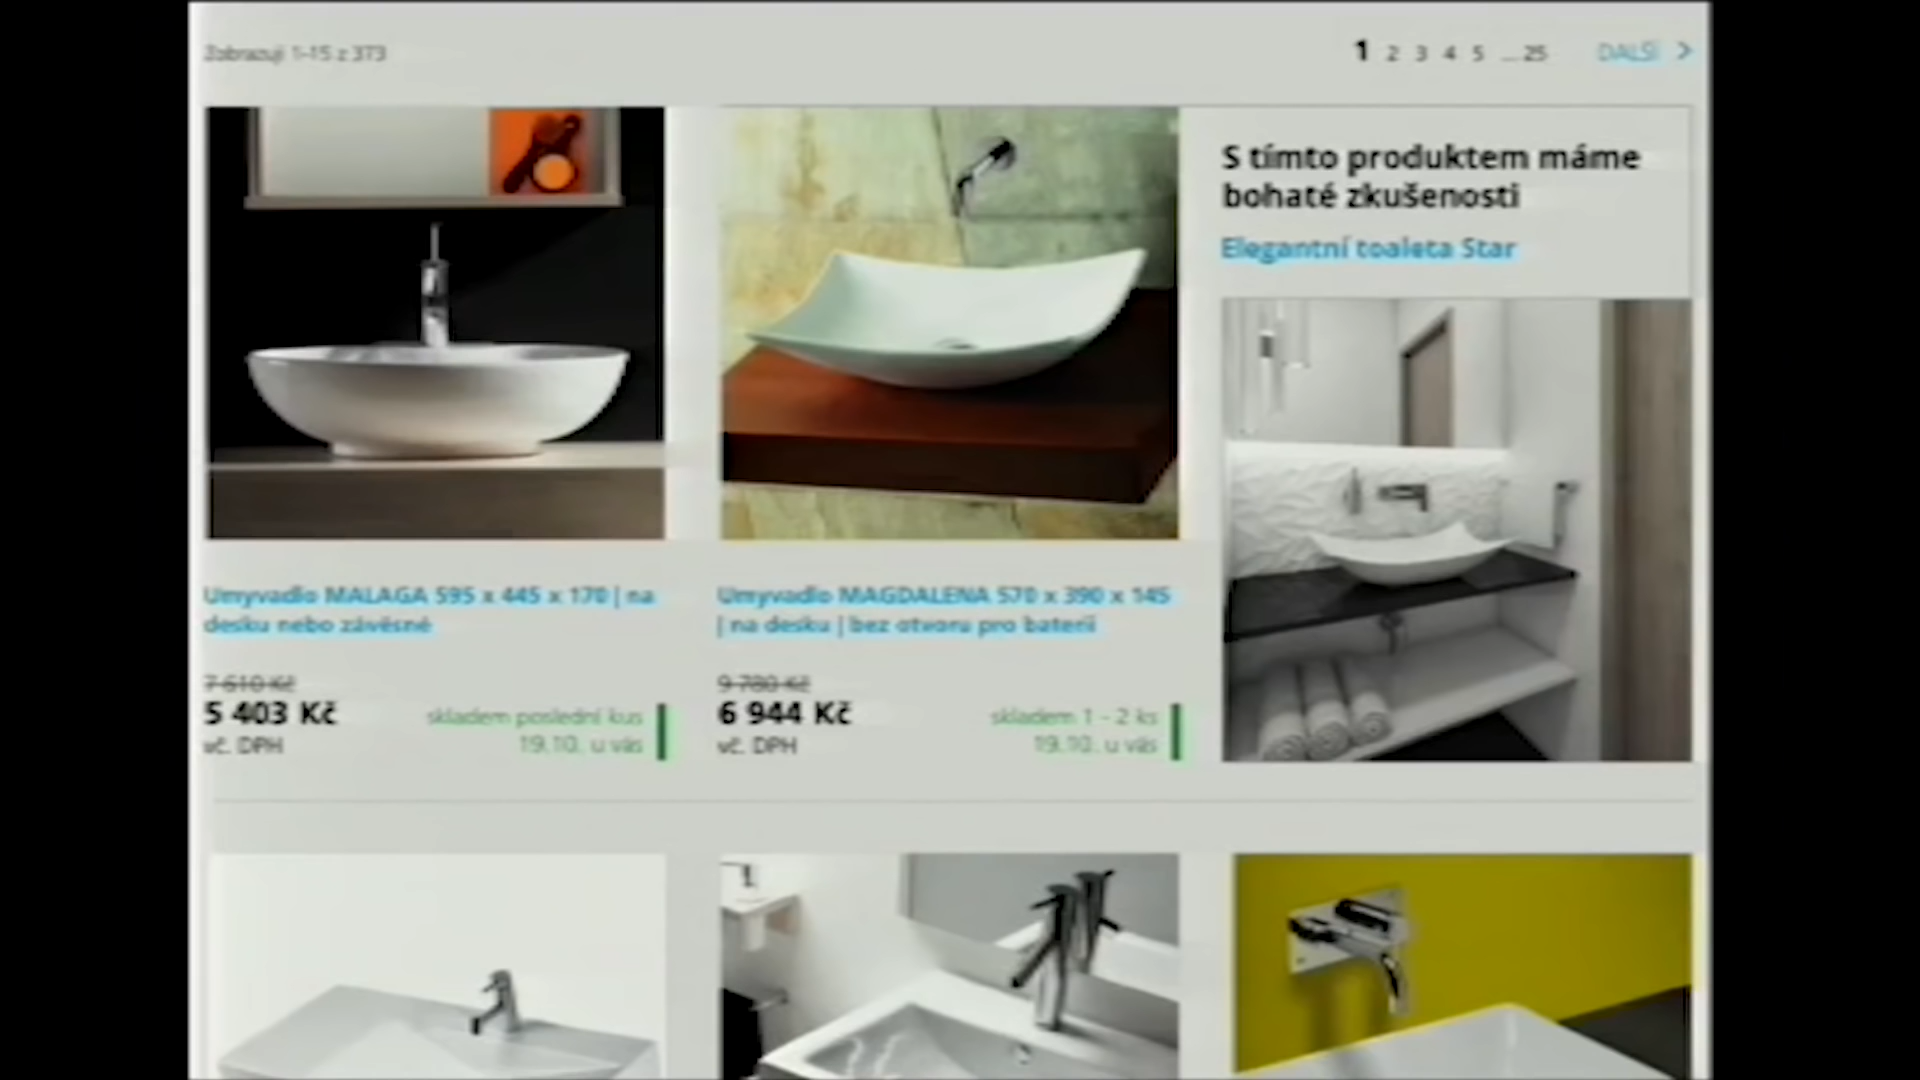 Zobrazuji 1-15 z 373
1 2 3 4 5 ... 25 DALŠÍ >
S tímto produktem máme
bohaté zkušenosti
Elegantní toaleta Star
Umyvadlo MALAGA 595 x 445 x 170 | na
desku nebo závěsné
7 610 Kč
5 403 Kč
vč. DPH
skladem poslední kus
19.10. u vás
Umyvadlo MAGDALENA 570 x 390 x 145
| na desku | bez otvoru pro baterii
9 780 Kč
6 944 Kč
vč. DPH
skladem 1 - 2 ks
19.10. u vás